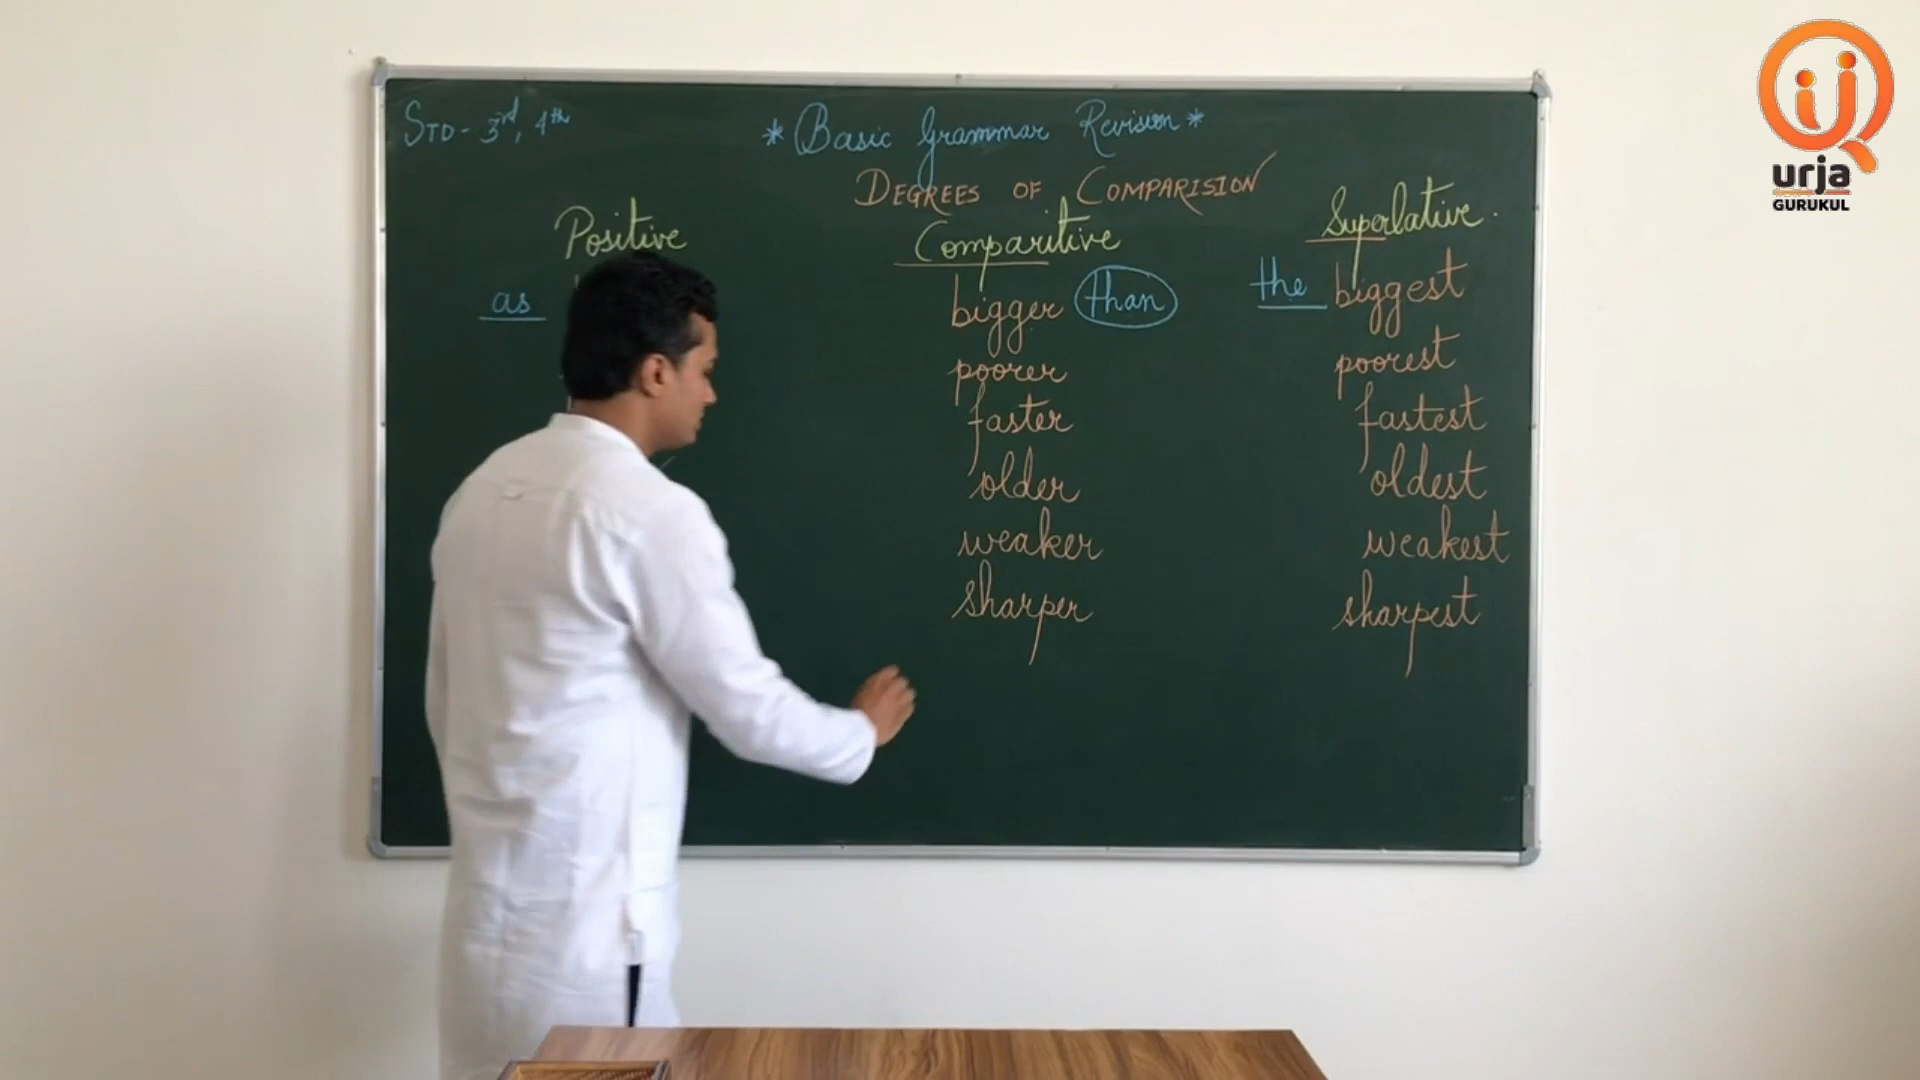 STD - 3rd, 4th
* Basic Grammar Revision *
DEGREES OF COMPARISION
Positive Comparitive Superlative.
as bigger than the biggest
poorer poorest
faster fastest
older oldest
weaker weakest
sharper sharpest
urja
GURUKUL